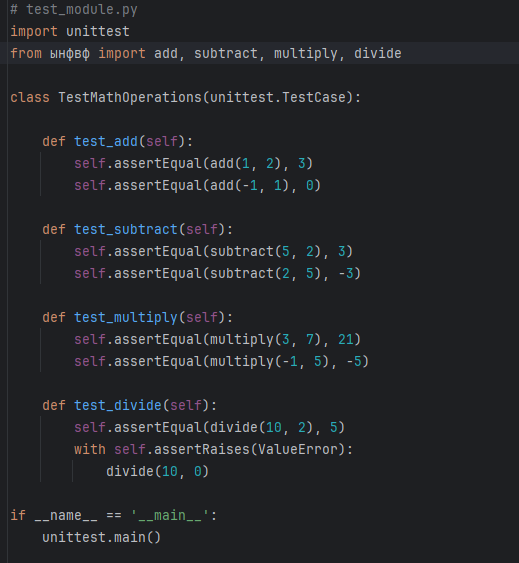 # test_module.py
import unittest
from ынфвф import add, subtract, multiply, divide

class TestMathOperations(unittest.TestCase):

    def test_add(self):
        self.assertEqual(add(1, 2), 3)
        self.assertEqual(add(-1, 1), 0)

    def test_subtract(self):
        self.assertEqual(subtract(5, 2), 3)
        self.assertEqual(subtract(2, 5), -3)

    def test_multiply(self):
        self.assertEqual(multiply(3, 7), 21)
        self.assertEqual(multiply(-1, 5), -5)

    def test_divide(self):
        self.assertEqual(divide(10, 2), 5)
        with self.assertRaises(ValueError):
            divide(10, 0)

if __name__ == '__main__':
    unittest.main()